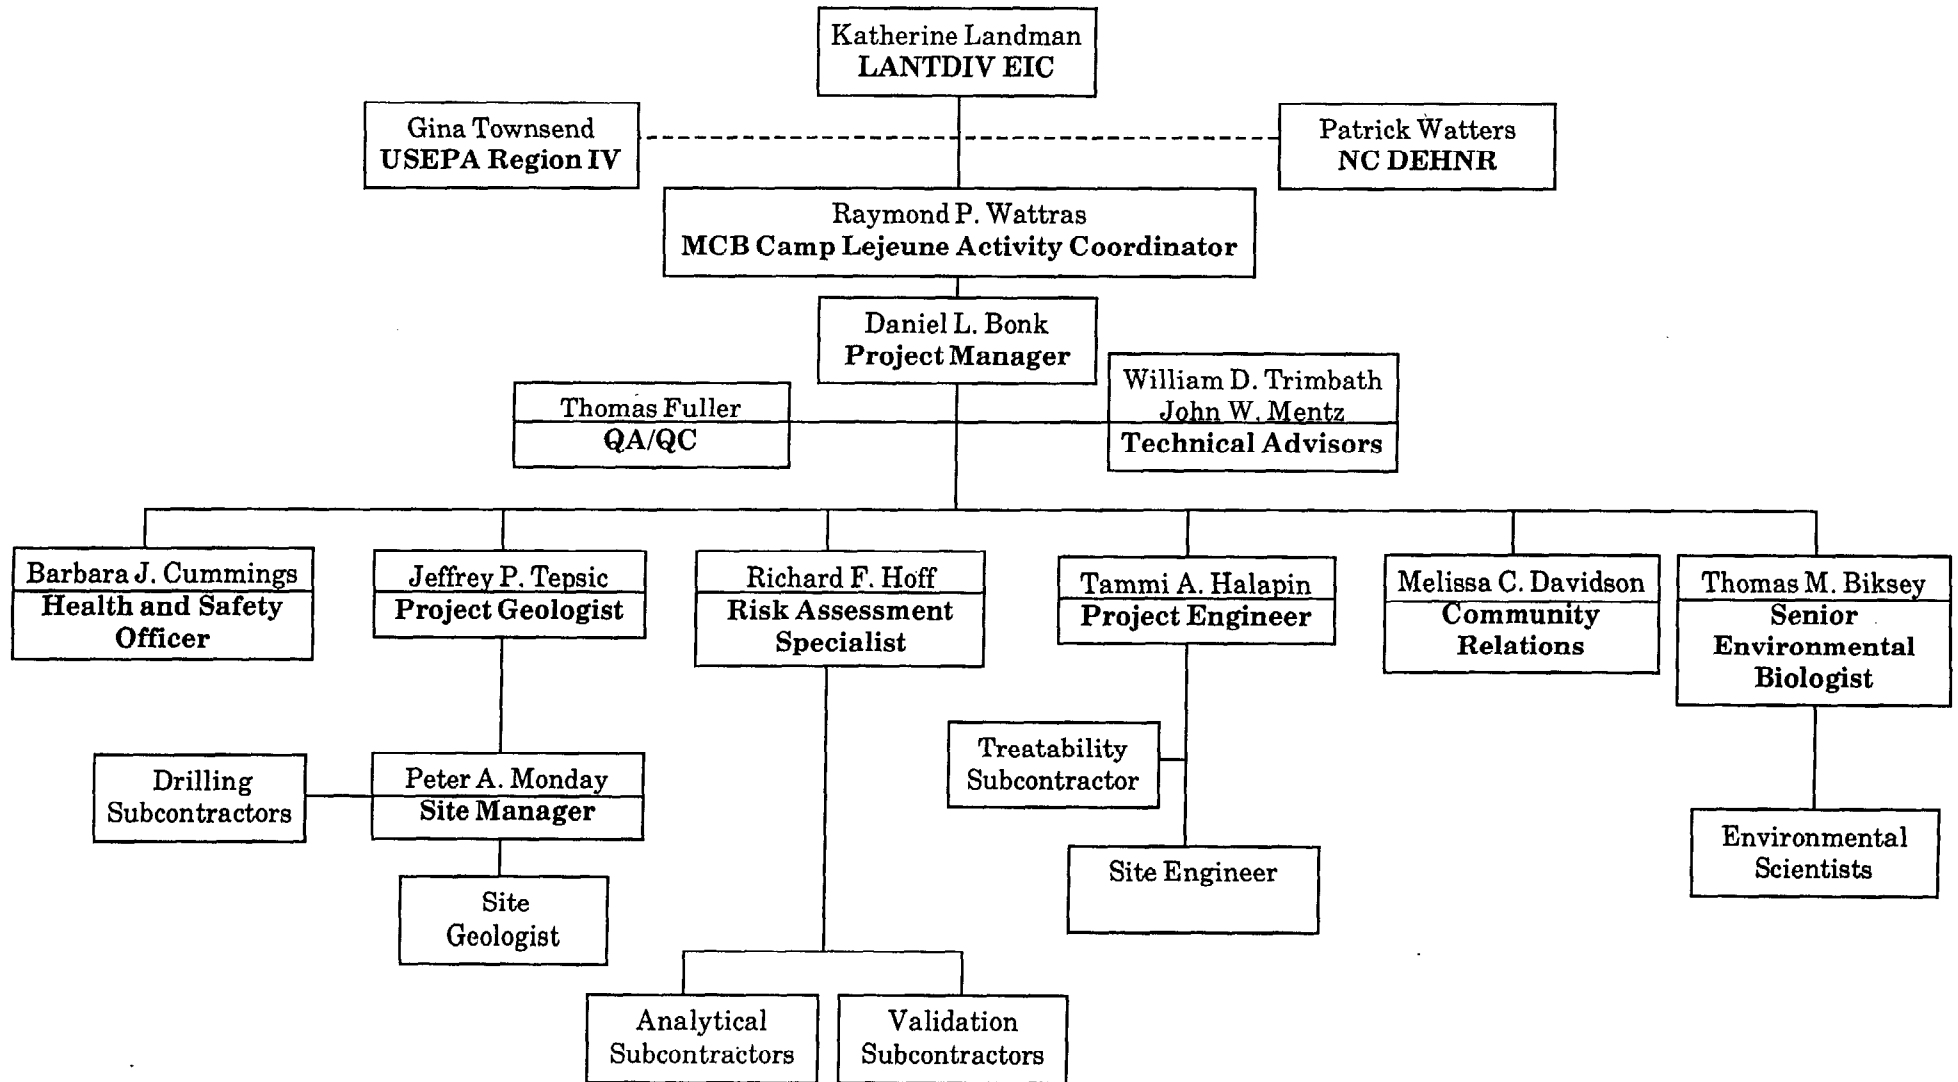 Katherine Landman
LANTDIV EIC
Gina Townsend
USEPA Region IV
Patrick Watters
NC DEHNR
Raymond P. Wattras
MCB Camp Lejeune Activity Coordinator
Daniel L. Bonk
Project Manager
Thomas Fuller
QA/QC
William D. Trimbath
John W. Mentz
Technical Advisors
Barbara J. Cummings
Health and Safety
Officer
Jeffrey P. Tepsic
Project Geologist
Richard F. Hoff
Risk Assessment
Specialist
Tammi A. Halapin
Project Engineer
Melissa C. Davidson
Community
Relations
Thomas M. Biksey
Senior
Environmental
Biologist
Drilling
Subcontractors
Peter A. Monday
Site Manager
Treatability
Subcontractor
Site
Geologist
Site Engineer
Environmental
Scientists
Analytical
Subcontractors
Validation
Subcontractors